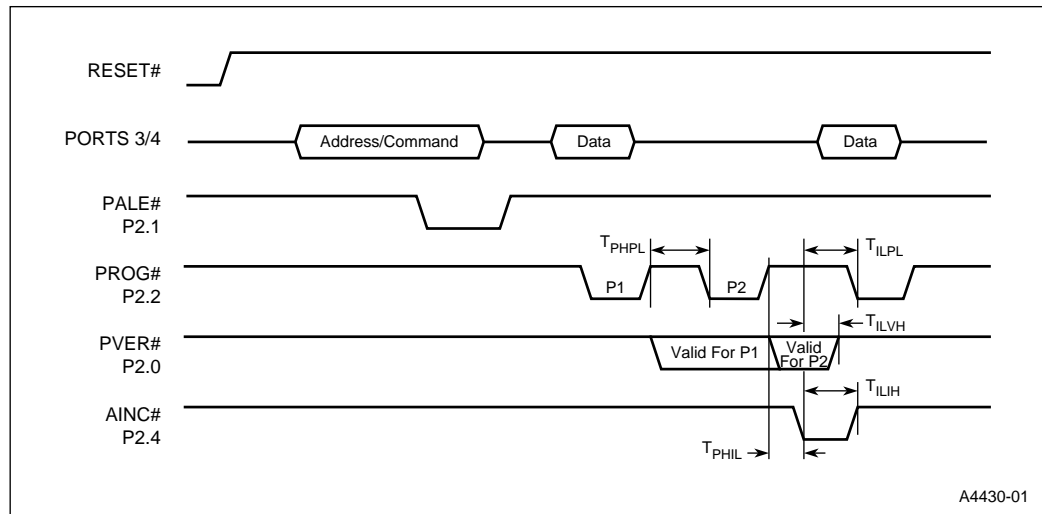 RESET#
PORTS 3/4
Address/Command
Data
Data
PALE#
P2.1
TPHPL
TILPL
PROG#
P2.2
P1
P2
TILVH
PVER#
P2.0
Valid For P1
Valid
For P2
TILIH
AINC#
P2.4
TPHIL
A4430-01